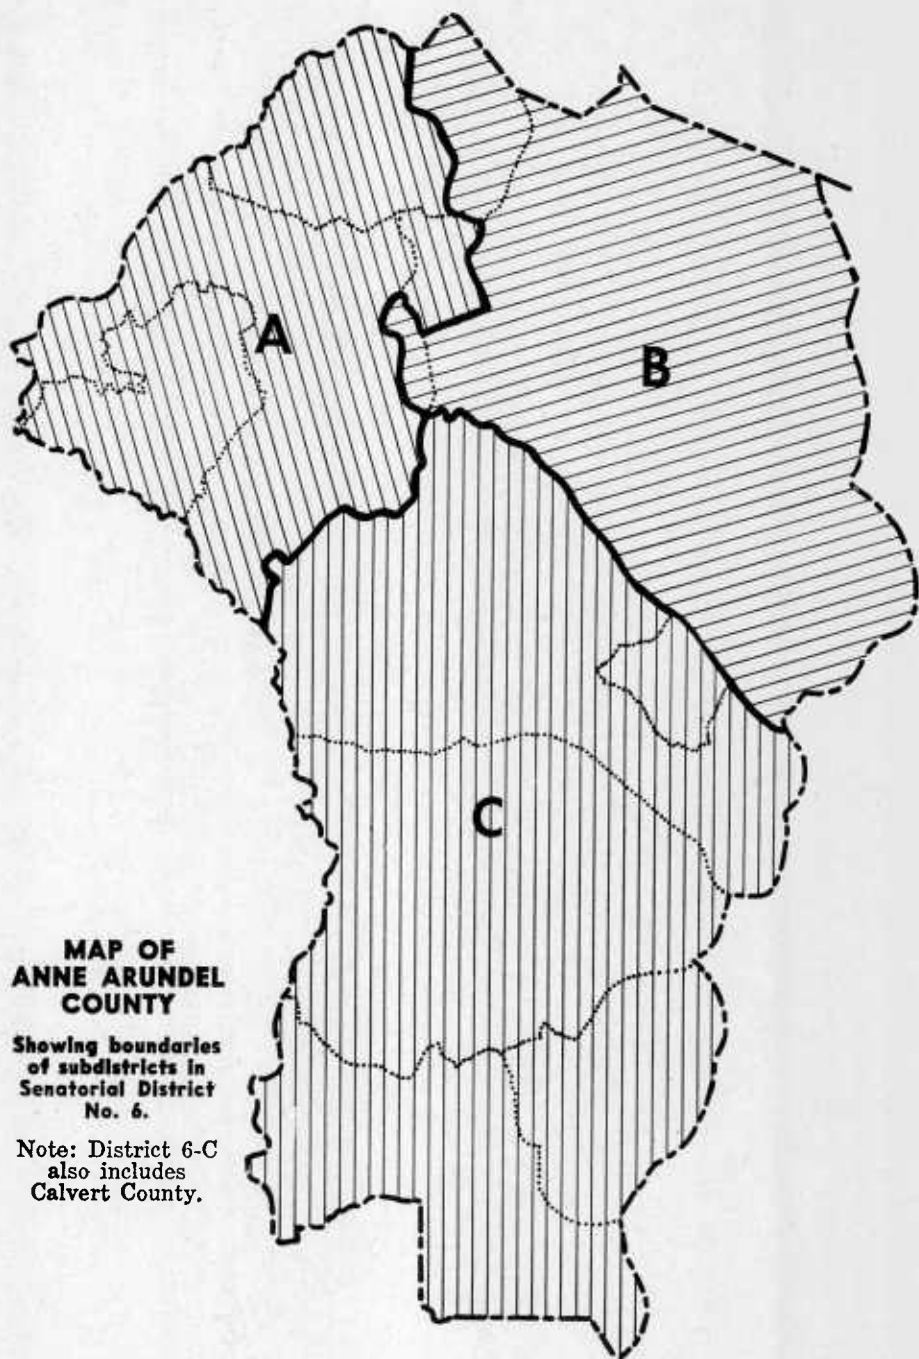 A
B
C
MAP OF
ANNE ARUNDEL
COUNTY
Showing boundaries
of subdistricts in
Senatorial District
No. 6.
Note: District 6-C
also includes
Calvert County.